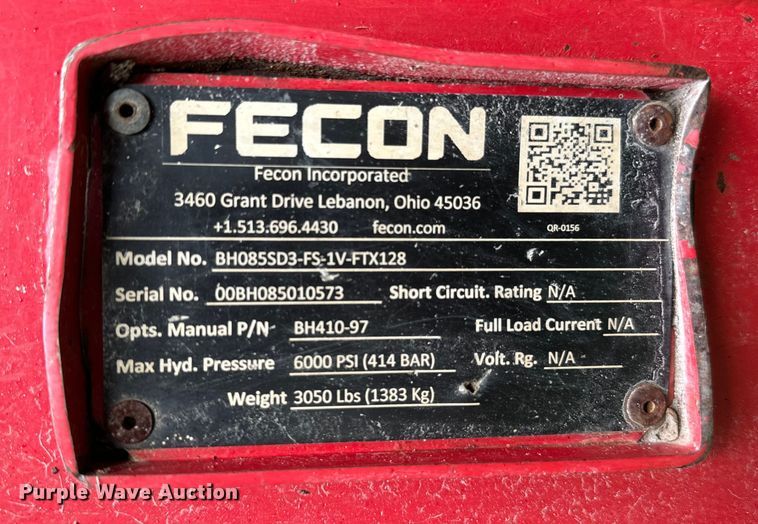 FECON
Fecon Incorporated
3460 Grant Drive Lebanon, Ohio 45036
+1.513.696.4430 fecon.com
QR-0156
Model No. BH085SD3-FS-1V-FTX128
Serial No. 00BH085010573 Short Circuit. Rating N/A
Opts. Manual P/N BH410-97 Full Load Current N/A
Max Hyd. Pressure 6000 PSI (414 BAR) Volt. Rg. N/A
Weight 3050 Lbs (1383 Kg)
Purple Wave Auction